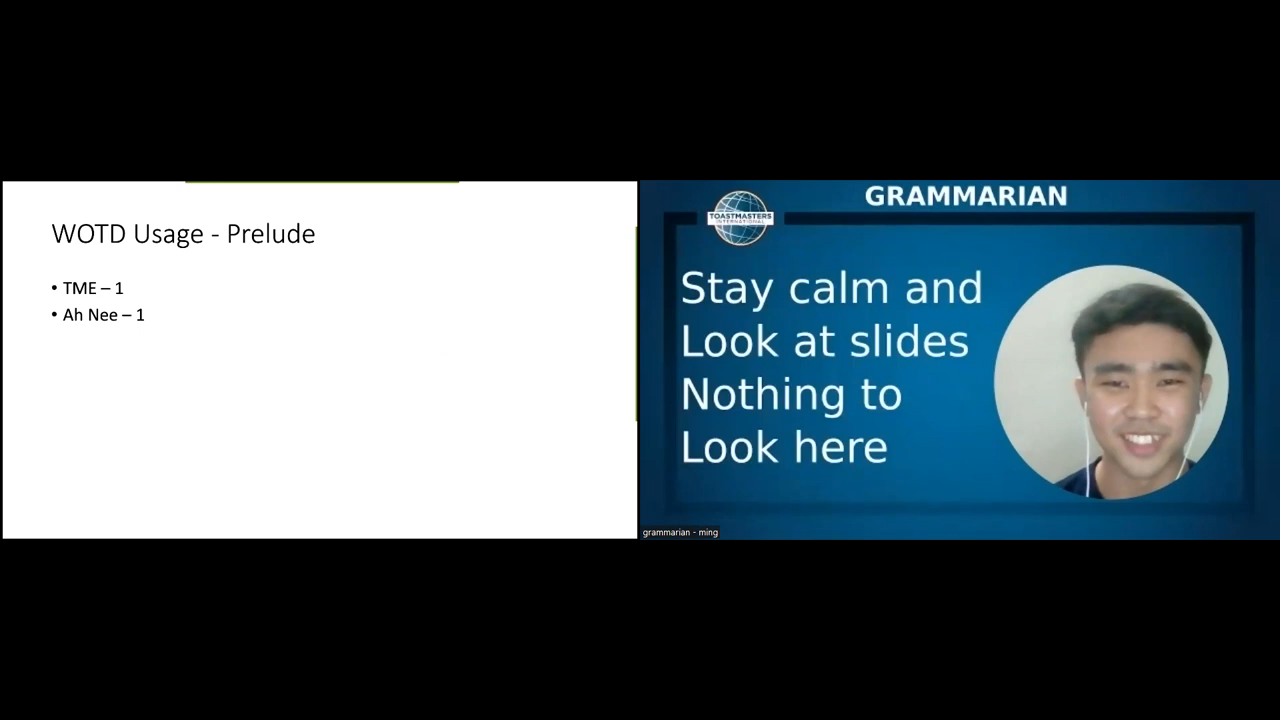 WOTD Usage - Prelude
• TME – 1
• Ah Nee – 1
GRAMMARIAN
TOASTMASTERS
INTERNATIONAL
Stay calm and
Look at slides
Nothing to
Look here
grammarian - ming